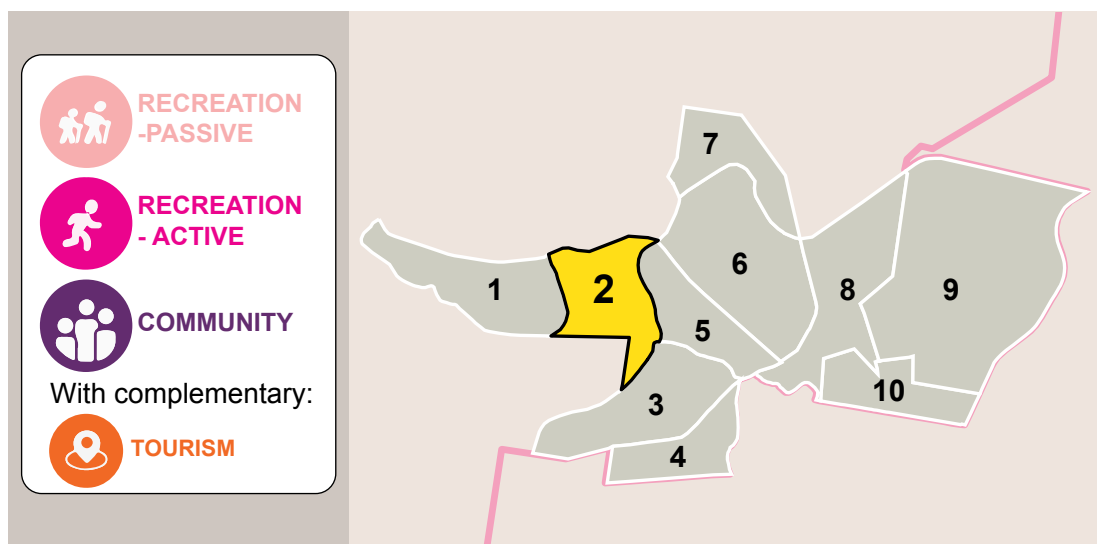 RECREATION
-PASSIVE
RECREATION
- ACTIVE
COMMUNITY
With complementary:
TOURISM
7
6
1
2
8
9
5
10
3
4